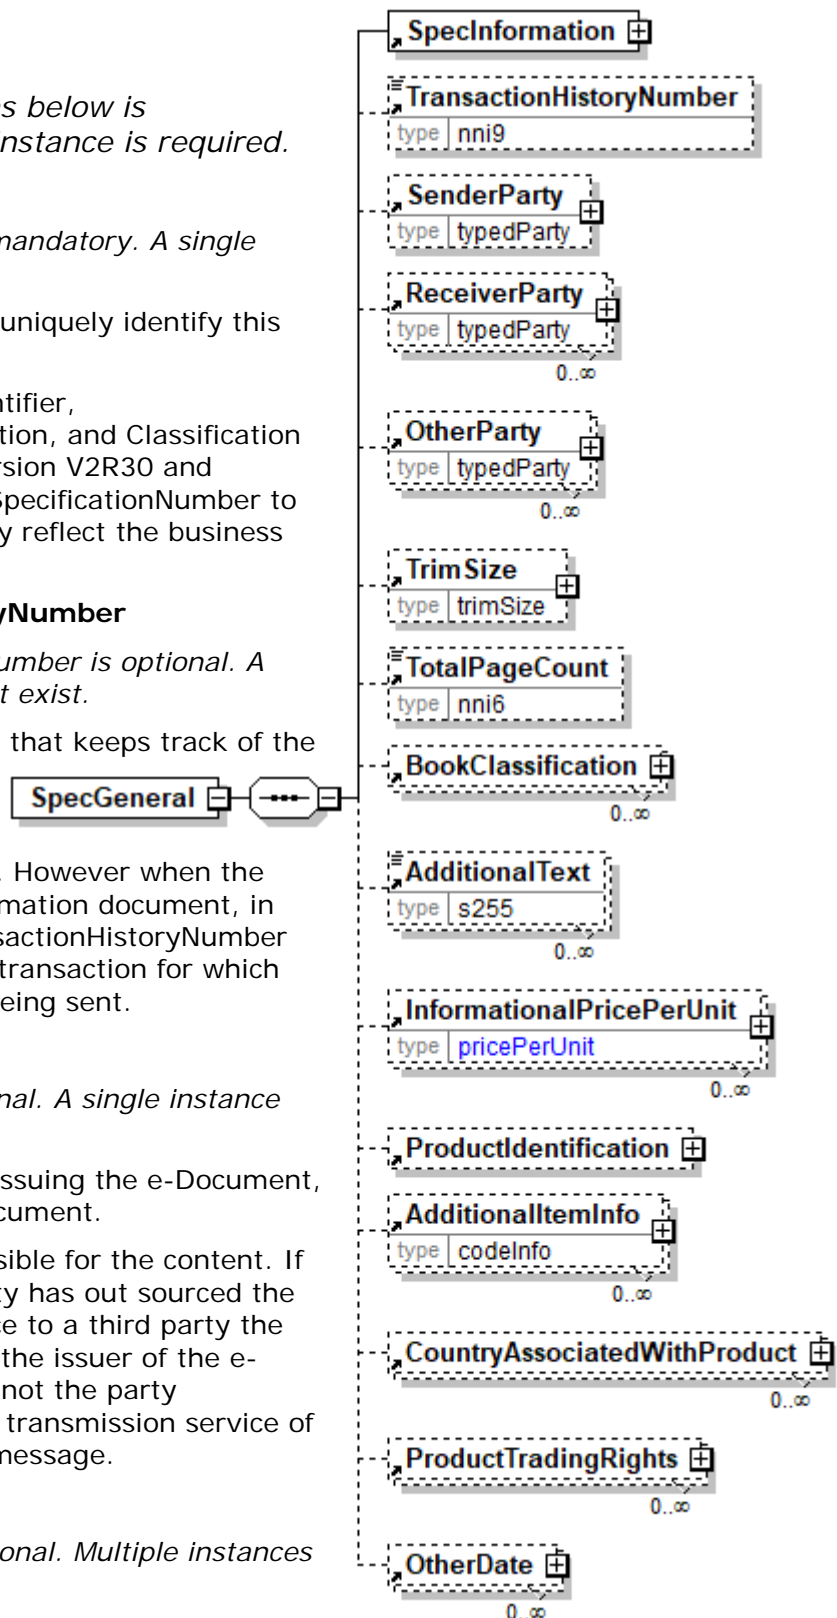 s below is
instance is required.
mandatory. A single
uniquely identify this
ntifier,
tion, and Classification
rsion V2R30 and
SpecificationNumber to
y reflect the business
yNumber
umber is optional. A
t exist.
that keeps track of the
. However when the
rmation document, in
sactionHistoryNumber
transaction for which
eing sent.
nal. A single instance
issuing the e-Document,
cument.
sible for the content. If
ty has out sourced the
ce to a third party the
the issuer of the e-
not the party
transmission service of
message.
onal. Multiple instances
SpecGeneral
SpecInformation
TransactionHistoryNumber
type nni9
SenderParty
type typedParty
ReceiverParty
type typedParty
0..∞
OtherParty
type typedParty
0..∞
TrimSize
type trimSize
TotalPageCount
type nni6
BookClassification
0..∞
AdditionalText
type s255
0..∞
InformationalPricePerUnit
type pricePerUnit
0..∞
ProductIdentification
AdditionalItemInfo
type codeInfo
0..∞
CountryAssociatedWithProduct
0..∞
ProductTradingRights
0..∞
OtherDate
0..∞